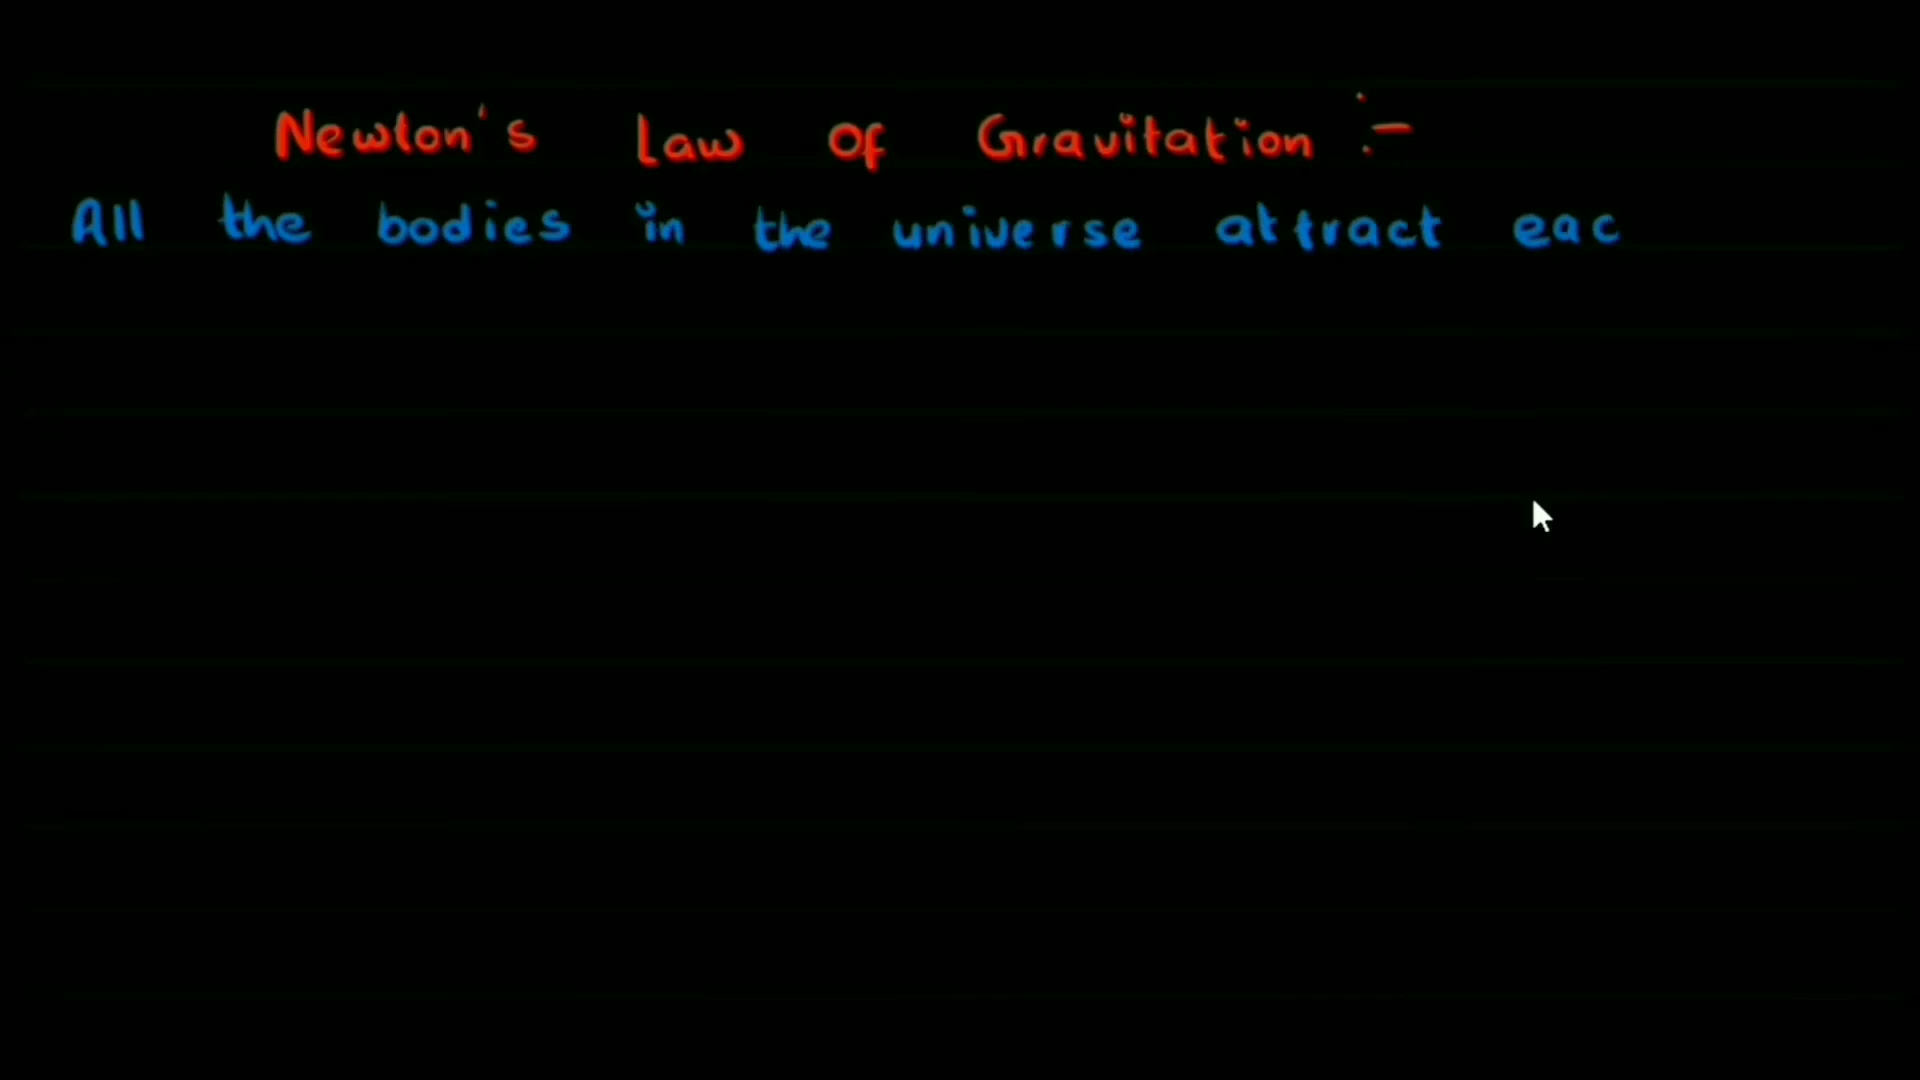 Newton's Law Of Gravitation :-
All the bodies in the universe attract eac